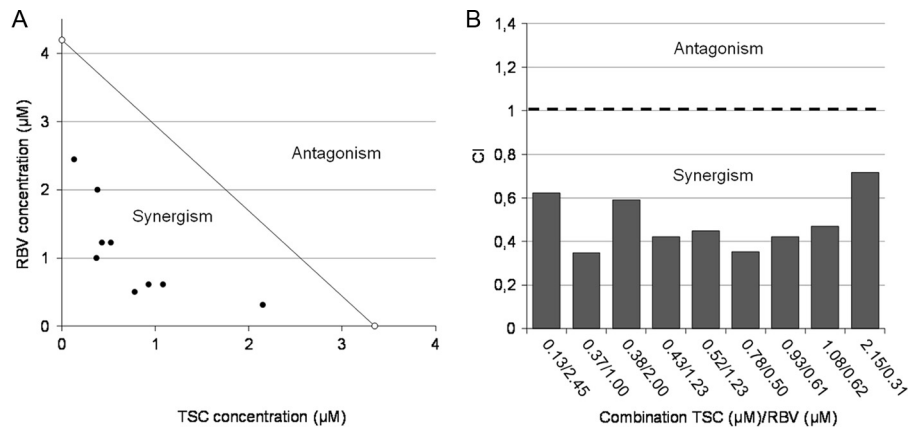 A
RBV concentration (µM)
4
3
2
1
0
Antagonism
Synergism
0 1 2 3 4
TSC concentration (µM)
B
CI
1,4
1,2
1
0,8
0,6
0,4
0,2
0
Antagonism
Synergism
0.13/2.45
0.37/1.00
0.38/2.00
0.43/1.23
0.52/1.23
0.78/0.50
0.93/0.61
1.08/0.62
2.15/0.31
Combination TSC (µM)/RBV (µM)